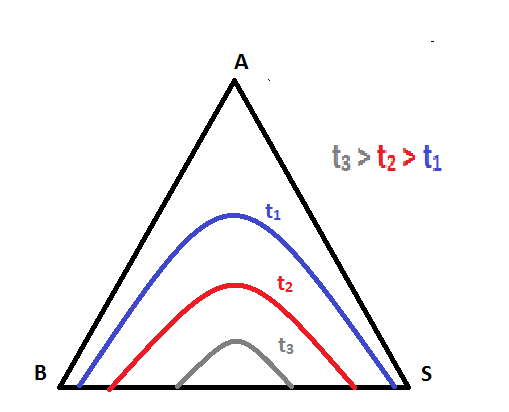 A
t₃ > t₂ > t₁
t₁
t₂
t₃
B
S